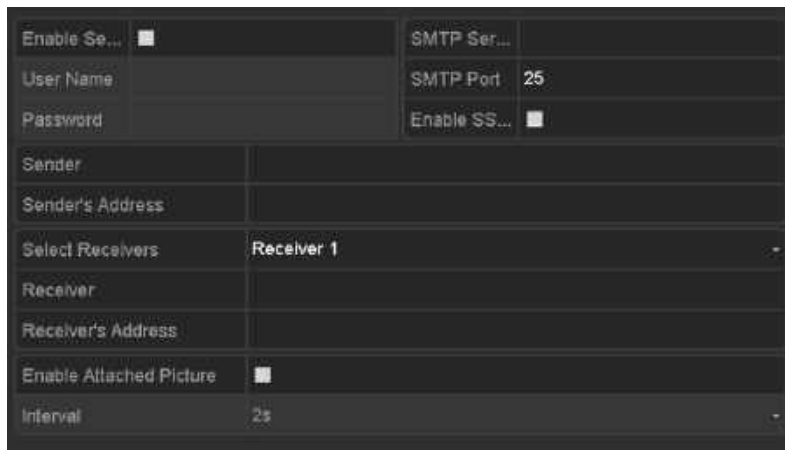 Enable Se...
SMTP Ser...
User Name
SMTP Port 25
Password
Enable SS...
Sender
Sender's Address
Select Receivers Receiver 1
Receiver
Receiver's Address
Enable Attached Picture
Interval 2s